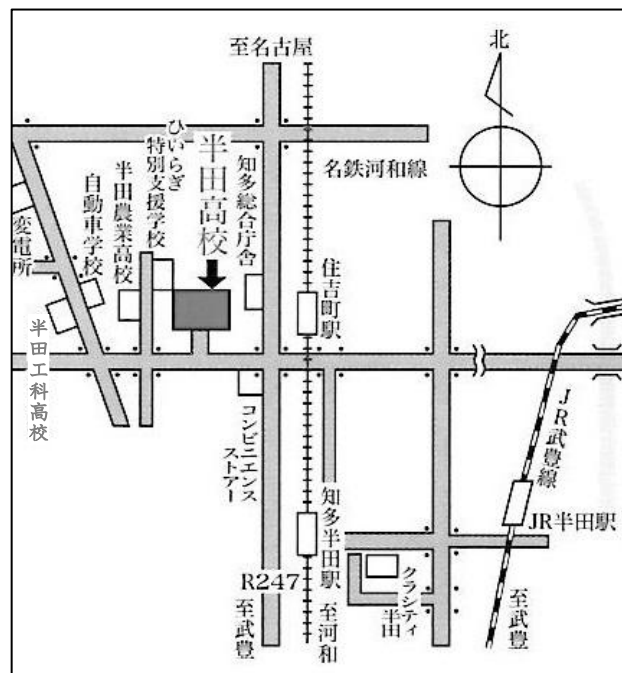 至名古屋
北
名鉄河和線
ひいらぎ
特別支援学校
半田高校
知多総合庁舎
半田農業高校
自動車学校
変電所
住吉町駅
半田工科高校
コンビニエンス
ストアー
JR武豊線
知多半田駅
JR半田駅
クラシティ
半田
R247
至武豊
至河和
至武豊